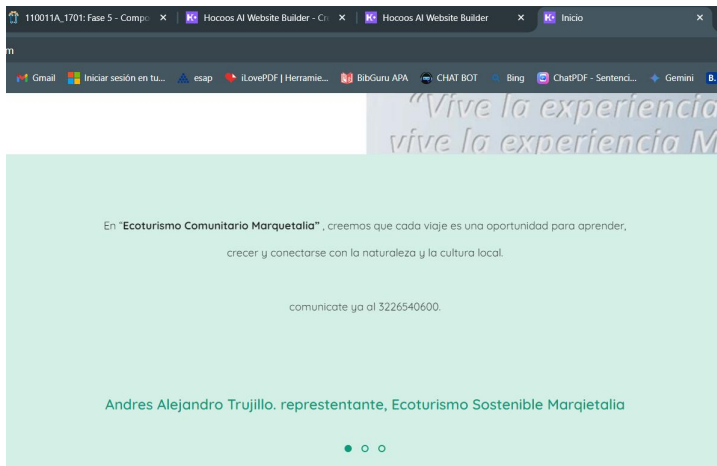 110011A_1701: Fase 5 - Compo
Hocoos AI Website Builder - Cre
Hocoos AI Website Builder
Inicio
m
Gmail
Iniciar sesión en tu...
esap
iLovePDF | Herramie...
BibGuru APA
CHAT BOT
Bing
ChatPDF - Sentenci...
Gemini
B.
“Vive la experiencia
vive la experiencia M
En “Ecoturismo Comunitario Marquetalia” , creemos que cada viaje es una oportunidad para aprender,
crecer y conectarse con la naturaleza y la cultura local.
comunicate ya al 3226540600.
Andres Alejandro Trujillo. represtentante, Ecoturismo Sostenible Marqietalia